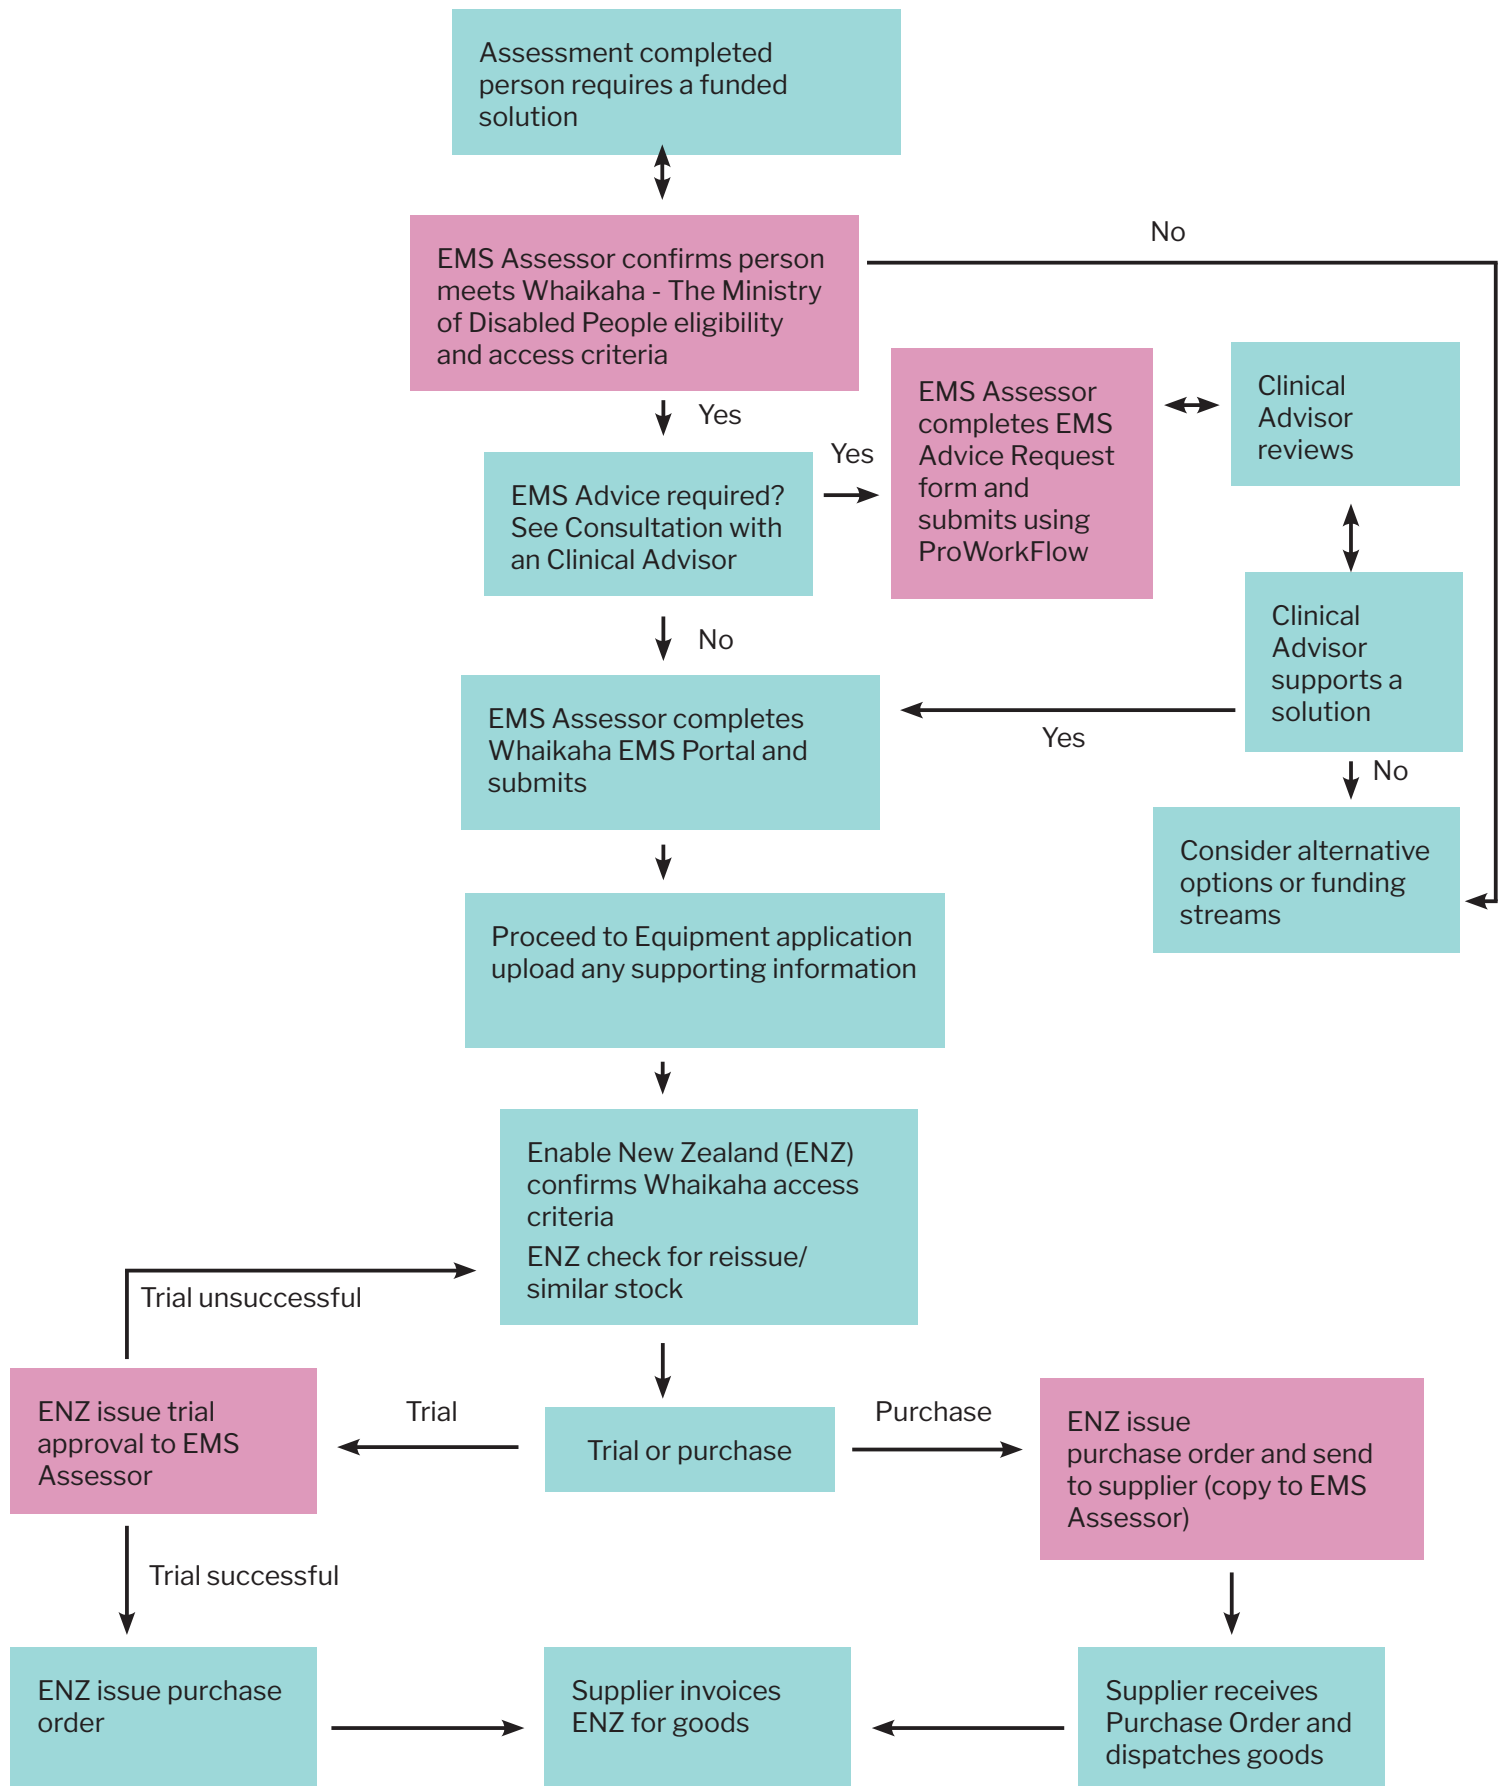 Assessment completed
person requires a funded
solution
No
EMS Assessor confirms person
meets Whaikaha - The Ministry
of Disabled People eligibility
and access criteria
Yes
EMS Advice required?
See Consultation with
an Clinical Advisor
Yes
EMS Assessor
completes EMS
Advice Request
form and
submits using
ProWorkFlow
Clinical
Advisor
reviews
Clinical
Advisor
supports a
solution
No
Yes
No
EMS Assessor completes
Whaikaha EMS Portal and
submits
Consider alternative
options or funding
streams
Proceed to Equipment application
upload any supporting information
Enable New Zealand (ENZ)
confirms Whaikaha access
criteria
ENZ check for reissue/
similar stock
Trial unsuccessful
ENZ issue trial
approval to EMS
Assessor
Trial
Trial or purchase
Purchase
ENZ issue
purchase order and send
to supplier (copy to EMS
Assessor)
Trial successful
ENZ issue purchase
order
Supplier invoices
ENZ for goods
Supplier receives
Purchase Order and
dispatches goods